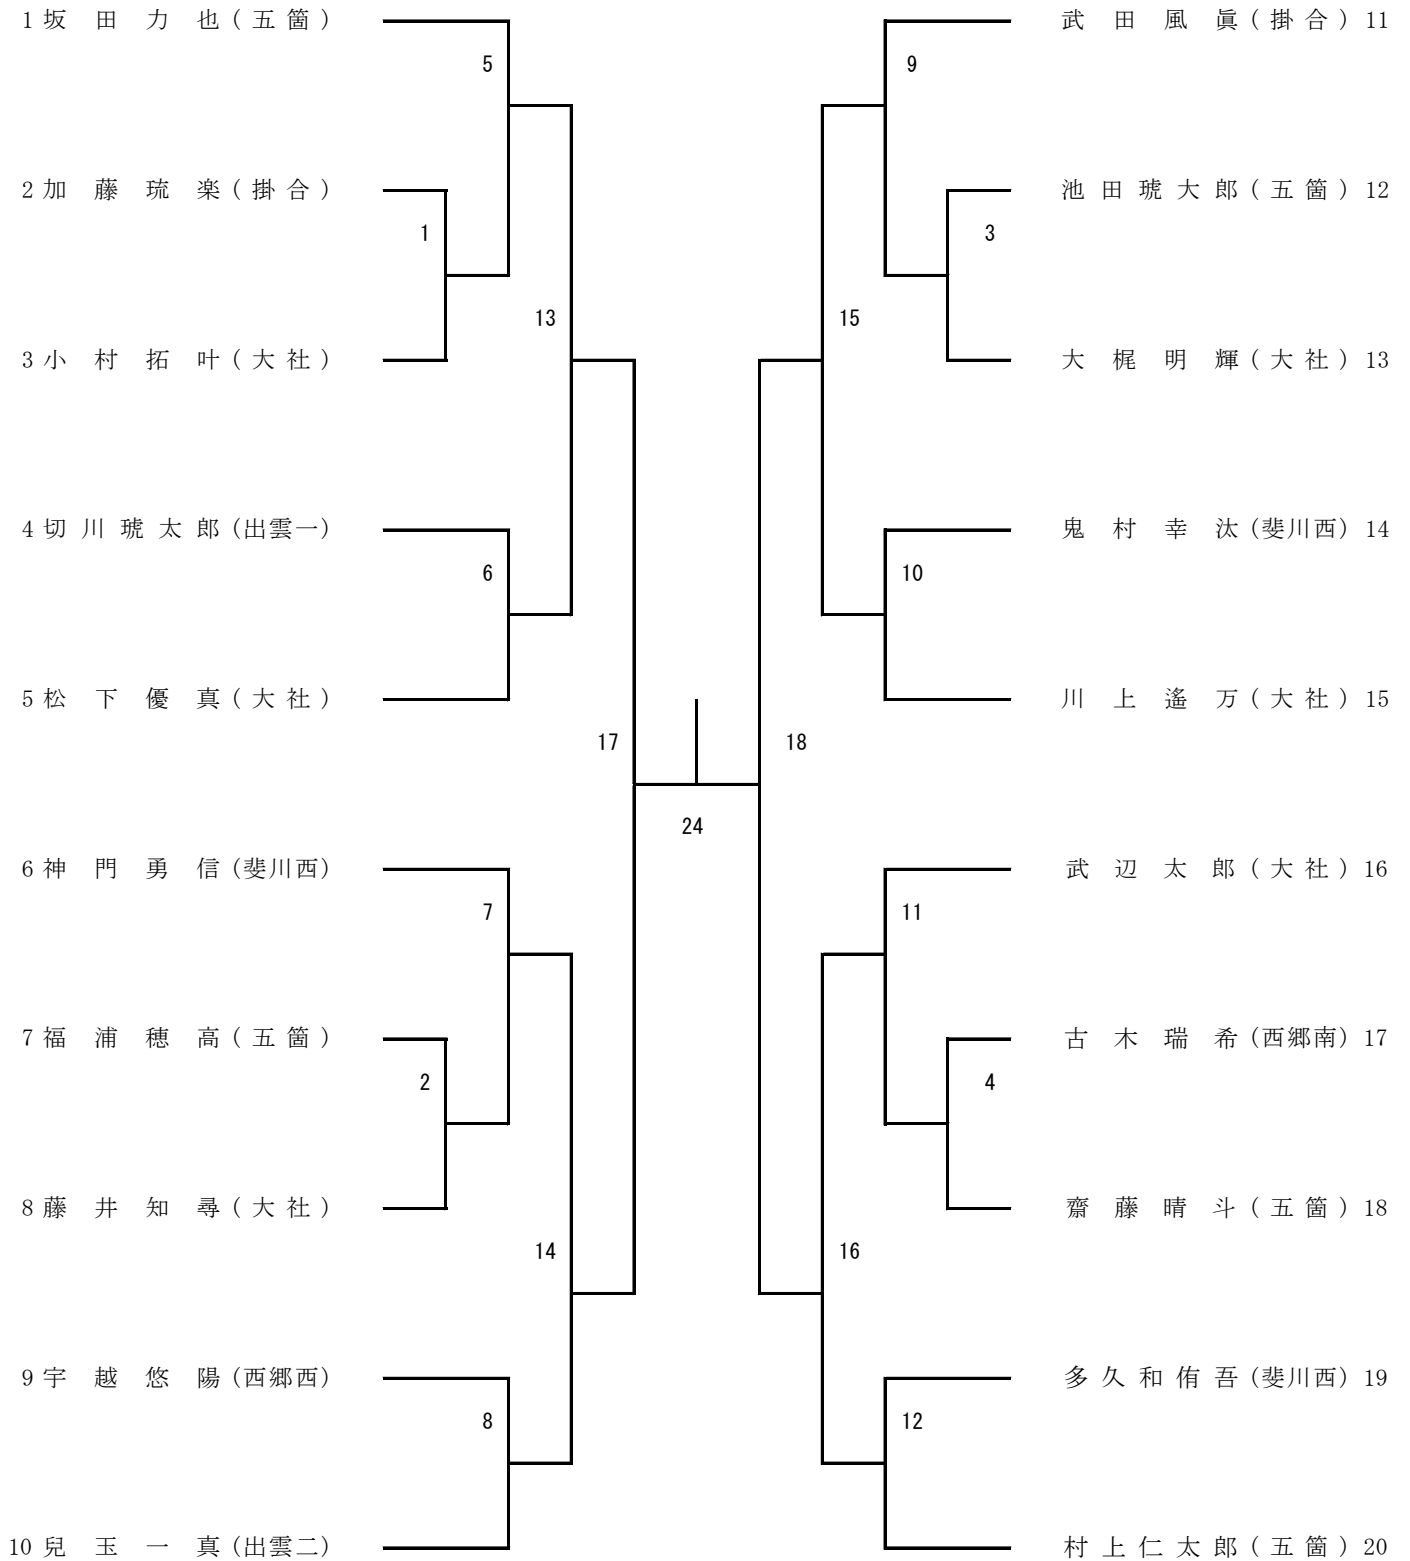 1 坂田力也(五箇)
5
2 加藤琉楽(掛合)
1
13
3 小村拓叶(大社)
4 切川琥太郎(出雲一)
6
5 松下優真(大社)
17
6 神門勇信(斐川西)
7
7 福浦穂高(五箇)
2
8 藤井知尋(大社)
14
9 宇越悠陽(西郷西)
8
10 兒玉一真(出雲二)
24
武田風眞(掛合) 11
9
池田琥大郎(五箇) 12
3
15
大梶明輝(大社) 13
鬼村幸汰(斐川西) 14
10
川上遙万(大社) 15
18
武辺太郎(大社) 16
11
古木瑞希(西郷南) 17
4
齋藤晴斗(五箇) 18
16
多久和侑吾(斐川西) 19
12
村上仁太郎(五箇) 20